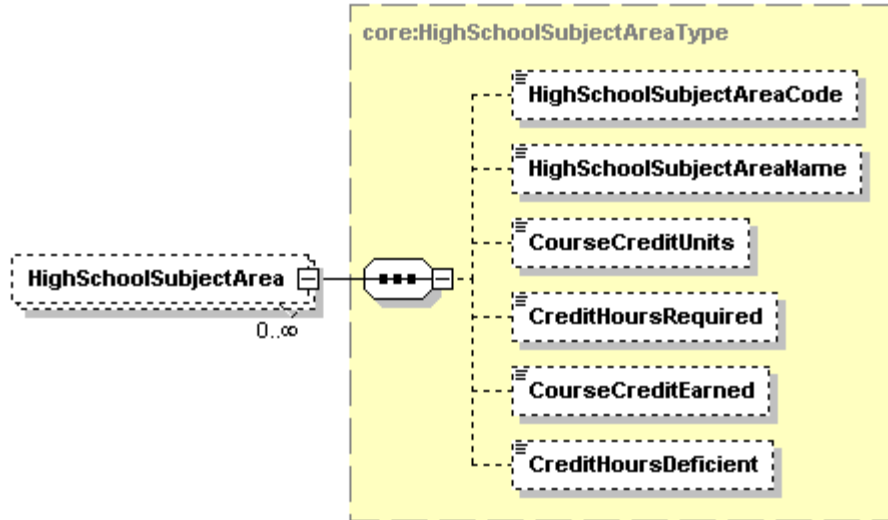 core:HighSchoolSubjectAreaType
HighSchoolSubjectAreaCode
HighSchoolSubjectAreaName
CourseCreditUnits
HighSchoolSubjectArea
0..∞
CreditHoursRequired
CourseCreditEarned
CreditHoursDeficient